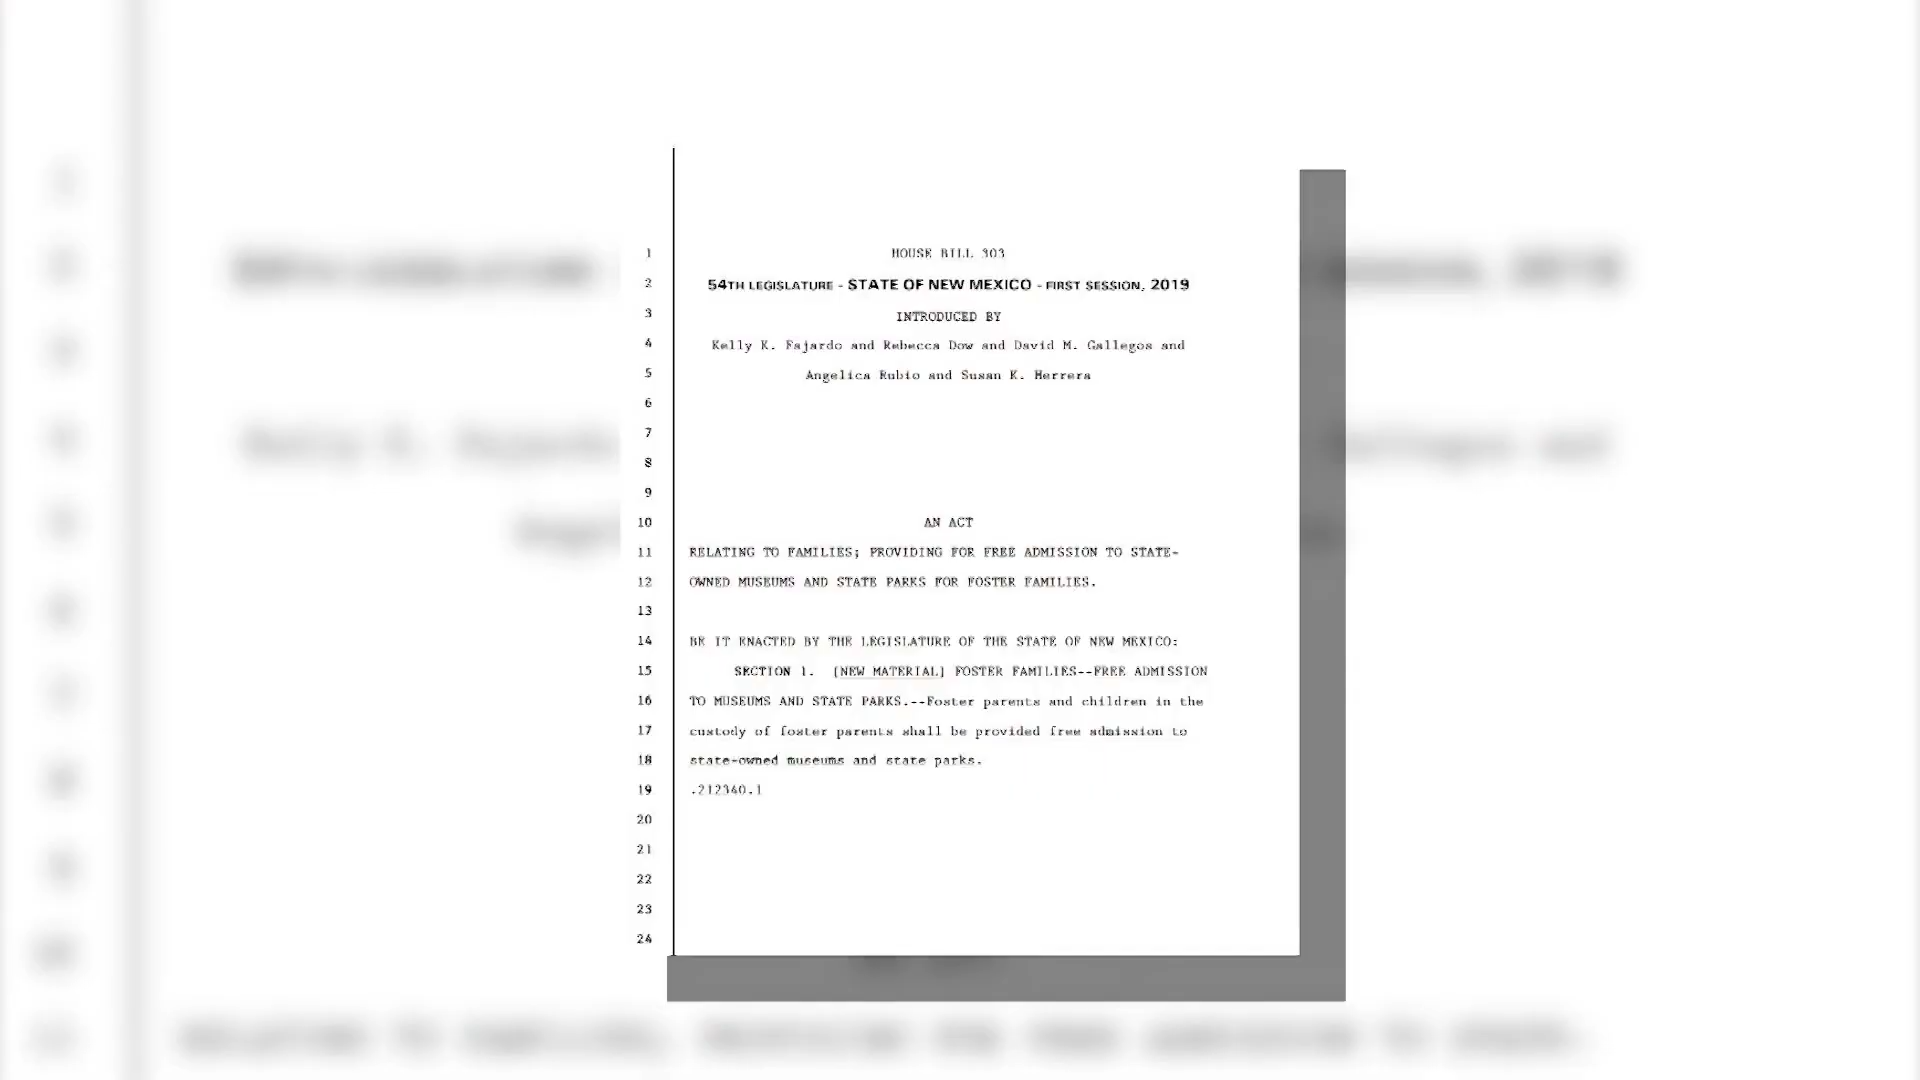 1 HOUSE BILL 303
2 54TH LEGISLATURE - STATE OF NEW MEXICO - FIRST SESSION, 2019
3 INTRODUCED BY
4 Kelly K. Fajardo and Rebecca Dow and David M. Gallegos and
5 Angelica Rubio and Susan K. Herrera
6
7
8
9
10 AN ACT
11 RELATING TO FAMILIES; PROVIDING FOR FREE ADMISSION TO STATE-
12 OWNED MUSEUMS AND STATE PARKS FOR FOSTER FAMILIES.
13
14 BE IT ENACTED BY THE LEGISLATURE OF THE STATE OF NEW MEXICO:
15 SECTION 1. [NEW MATERIAL] FOSTER FAMILIES--FREE ADMISSION
16 TO MUSEUMS AND STATE PARKS.--Foster parents and children in the
17 custody of foster parents shall be provided free admission to
18 state-owned museums and state parks.
19 .212340.1
20
21
22
23
24